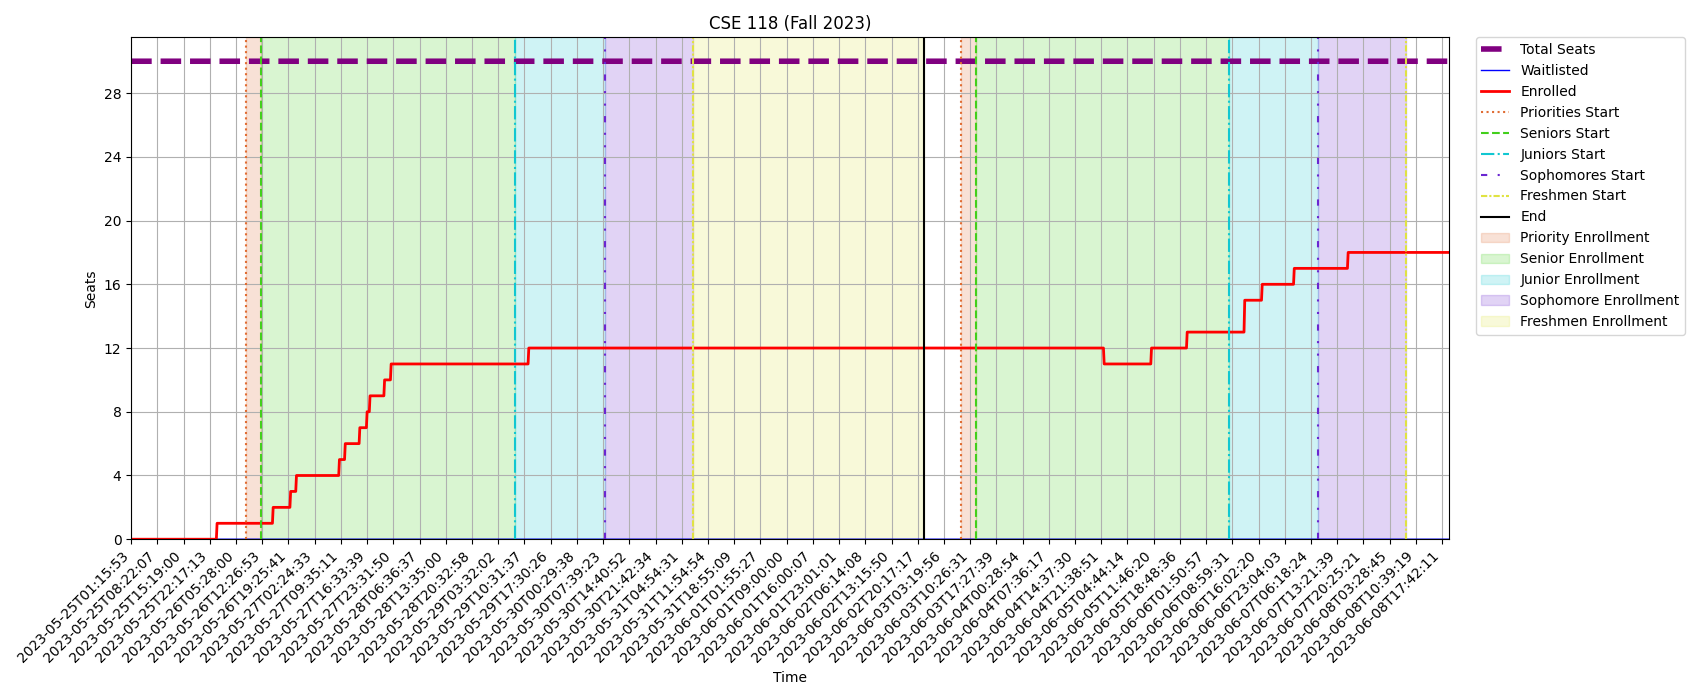 CSE 118 (Fall 2023)
Seats
28
24
20
16
12
8
4
0
2023-05-25T01:15:53
2023-05-25T08:22:07
2023-05-25T15:19:00
2023-05-25T22:17:13
2023-05-26T05:28:00
2023-05-26T12:26:53
2023-05-26T19:25:41
2023-05-27T02:24:33
2023-05-27T09:35:11
2023-05-27T16:33:39
2023-05-27T23:31:50
2023-05-28T06:36:37
2023-05-28T13:35:00
2023-05-28T20:32:58
2023-05-29T03:32:02
2023-05-29T10:31:37
2023-05-29T17:30:26
2023-05-30T00:29:38
2023-05-30T07:39:23
2023-05-30T14:40:52
2023-05-30T21:42:34
2023-05-31T04:54:31
2023-05-31T11:54:54
2023-05-31T18:55:09
2023-06-01T01:55:27
2023-06-01T09:00:00
2023-06-01T16:00:07
2023-06-01T23:01:01
2023-06-02T06:14:08
2023-06-02T13:15:50
2023-06-02T20:17:17
2023-06-03T03:19:56
2023-06-03T10:26:31
2023-06-03T17:27:39
2023-06-04T00:28:54
2023-06-04T07:36:17
2023-06-04T14:37:30
2023-06-04T21:38:51
2023-06-05T04:44:14
2023-06-05T11:46:20
2023-06-05T18:48:36
2023-06-06T01:50:57
2023-06-06T08:59:31
2023-06-06T16:02:20
2023-06-06T23:04:03
2023-06-07T06:18:24
2023-06-07T13:21:39
2023-06-07T20:25:21
2023-06-08T03:28:45
2023-06-08T10:39:19
2023-06-08T17:42:11
Time
Total Seats
Waitlisted
Enrolled
Priorities Start
Seniors Start
Juniors Start
Sophomores Start
Freshmen Start
End
Priority Enrollment
Senior Enrollment
Junior Enrollment
Sophomore Enrollment
Freshmen Enrollment